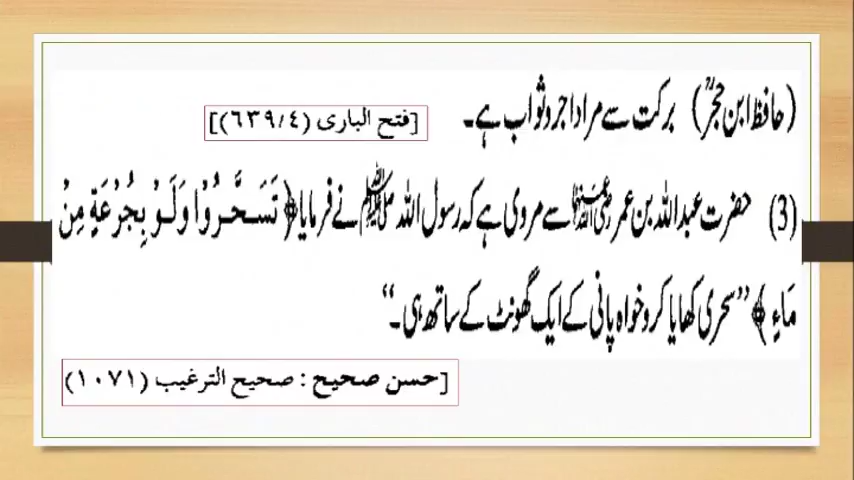 (حافظ ابن حجرؒ) برکت سے مراد اجر و ثواب ہے۔ [فتح الباری (٤/٦٣٩)]
(3) حضرت عبداللہ بن عمر رضی اللہ عنہما سے مروی ہے کہ رسول اللہ ﷺ نے فرمایا ﴿تَسَحَّرُوْا وَلَوْ بِجُرْعَةٍ مِنْ
مَاءٍ﴾ ”سحری کھایا کرو خواہ پانی کے ایک گھونٹ کے ساتھ ہی۔“
[حسن صحیح : صحیح الترغیب (١٠٧١)